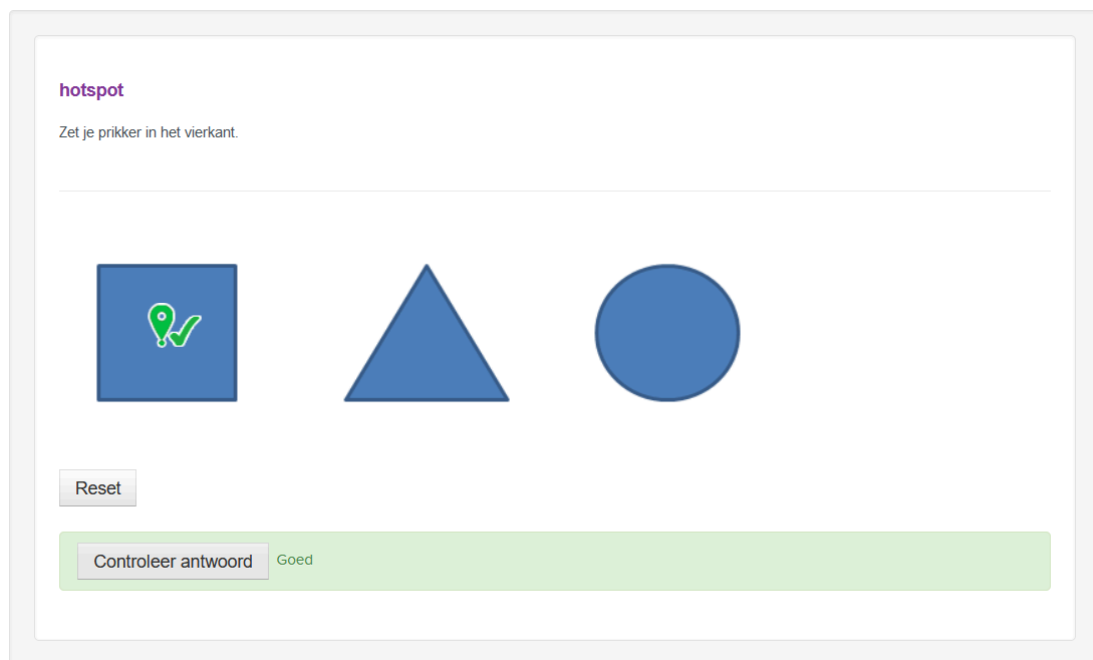 hotspot
Zet je prikker in het vierkant.
Reset
Controleer antwoord Goed